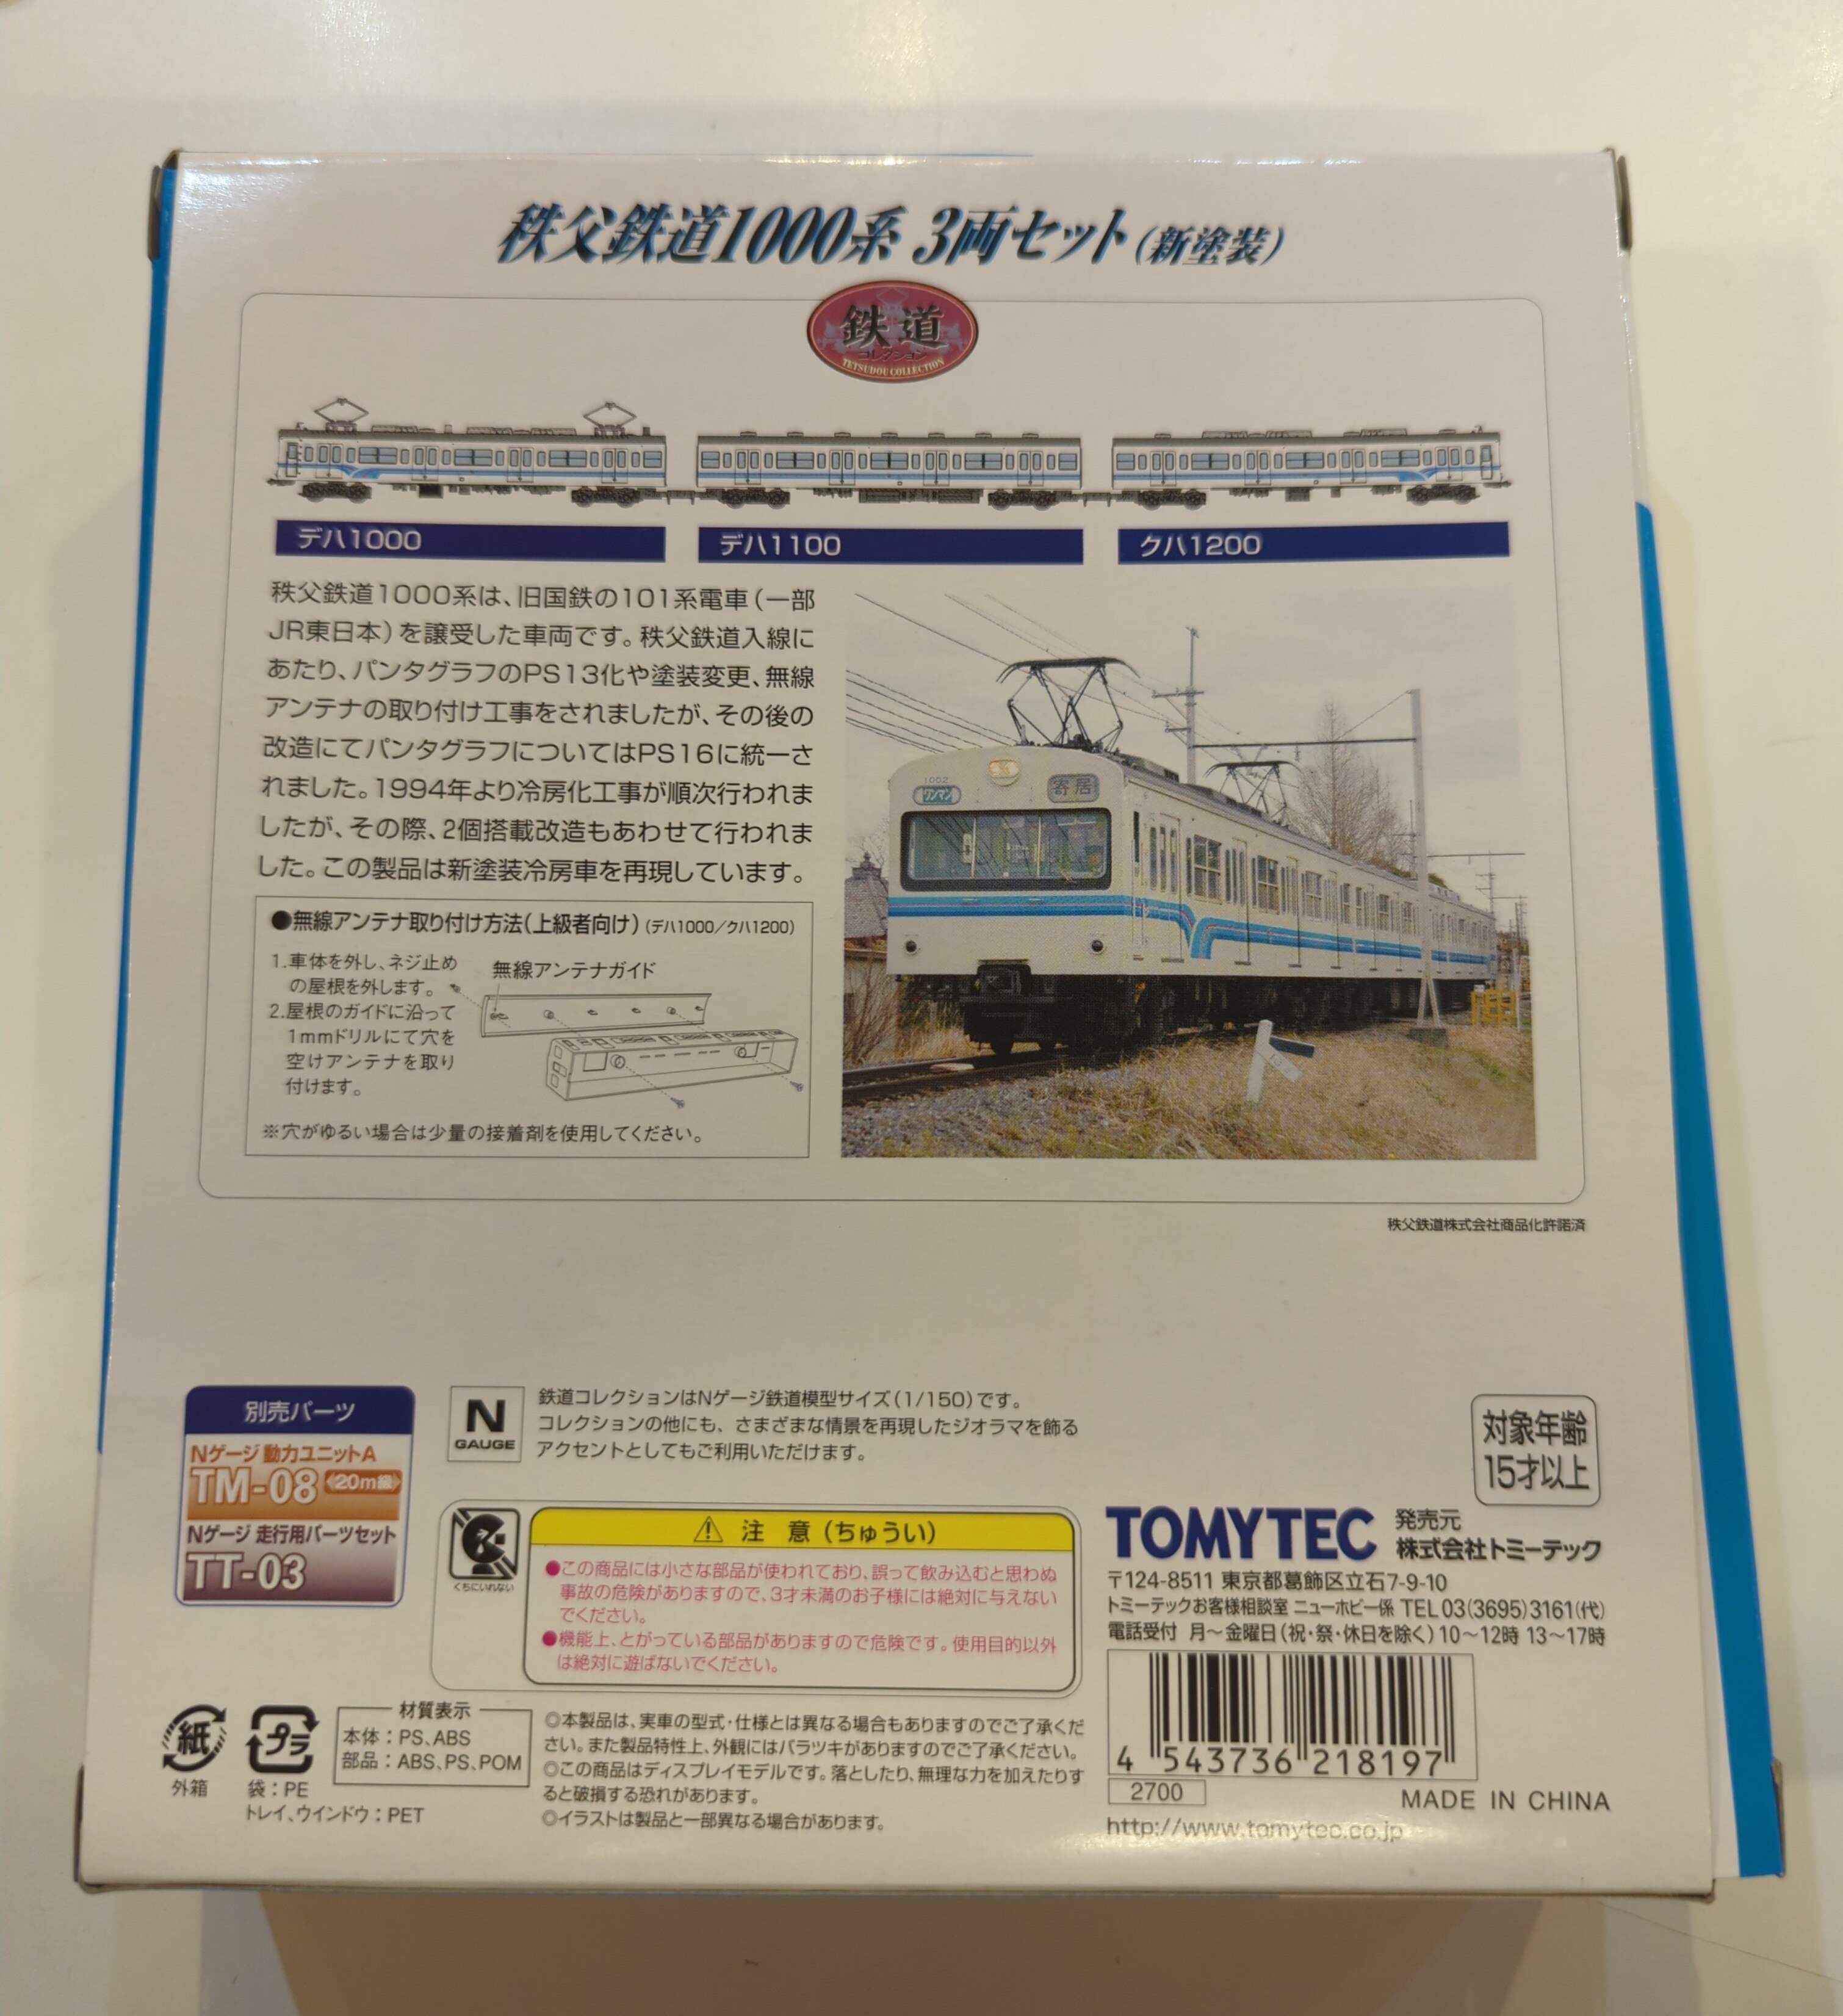 秩父鉄道1000系 3両セット(新塗装)
鉄道
コレクション
TETSUDOU COLLECTION
デハ1000
デハ1100
クハ1200
秩父鉄道1000系は、旧国鉄の101系電車(一部
JR東日本)を譲受した車両です。秩父鉄道入線に
あたり、パンタグラフのPS13化や塗装変更、無線
アンテナの取り付け工事をされましたが、その後の
改造にてパンタグラフについてはPS16に統一さ
れました。1994年より冷房化工事が順次行われま
したが、その際、2個搭載改造もあわせて行われま
した。この製品は新塗装冷房車を再現しています。
1002
ワンマン
寄居
●無線アンテナ取り付け方法(上級者向け)(デハ1000/クハ1200)
1.車体を外し、ネジ止め
の屋根を外します。
2.屋根のガイドに沿って
1mmドリルにて穴を
空けアンテナを取り
付けます。
無線アンテナガイド
※穴がゆるい場合は少量の接着剤を使用してください。
秩父鉄道株式会社商品化許諾済
別売パーツ
Nゲージ 動力ユニットA
TM-08 《20m級》
Nゲージ 走行用パーツセット
TT-03
N
GAUGE
鉄道コレクションはNゲージ鉄道模型サイズ(1/150)です。
コレクションの他にも、さまざまな情景を再現したジオラマを飾る
アクセントとしてもご利用いただけます。
対象年齢
15才以上
くちにいれない
⚠ 注 意(ちゅうい)
●この商品には小さな部品が使われており、誤って飲み込むと思わぬ
事故の危険がありますので、3才未満のお子様には絶対に与えない
でください。
●機能上、とがっている部品がありますので危険です。使用目的以外
は絶対に遊ばないでください。
TOMYTEC
発売元
株式会社トミーテック
〒124-8511 東京都葛飾区立石7-9-10
トミーテックお客様相談室 ニューホビー係 TEL 03(3695)3161(代)
電話受付 月~金曜日(祝・祭・休日を除く)10~12時 13~17時
紙
外箱
プラ
袋:PE
トレイ、ウインドウ:PET
材質表示
本体:PS、ABS
部品:ABS、PS、POM
◎本製品は、実車の型式・仕様とは異なる場合もありますのでご了承くだ
さい。また製品特性上、外観にはバラツキがありますのでご了承ください。
◎この商品はディスプレイモデルです。落としたり、無理な力を加えたりす
ると破損する恐れがあります。
◎イラストは製品と一部異なる場合があります。
4 543736 218197
2700
MADE IN CHINA
http://www.tomytec.co.jp